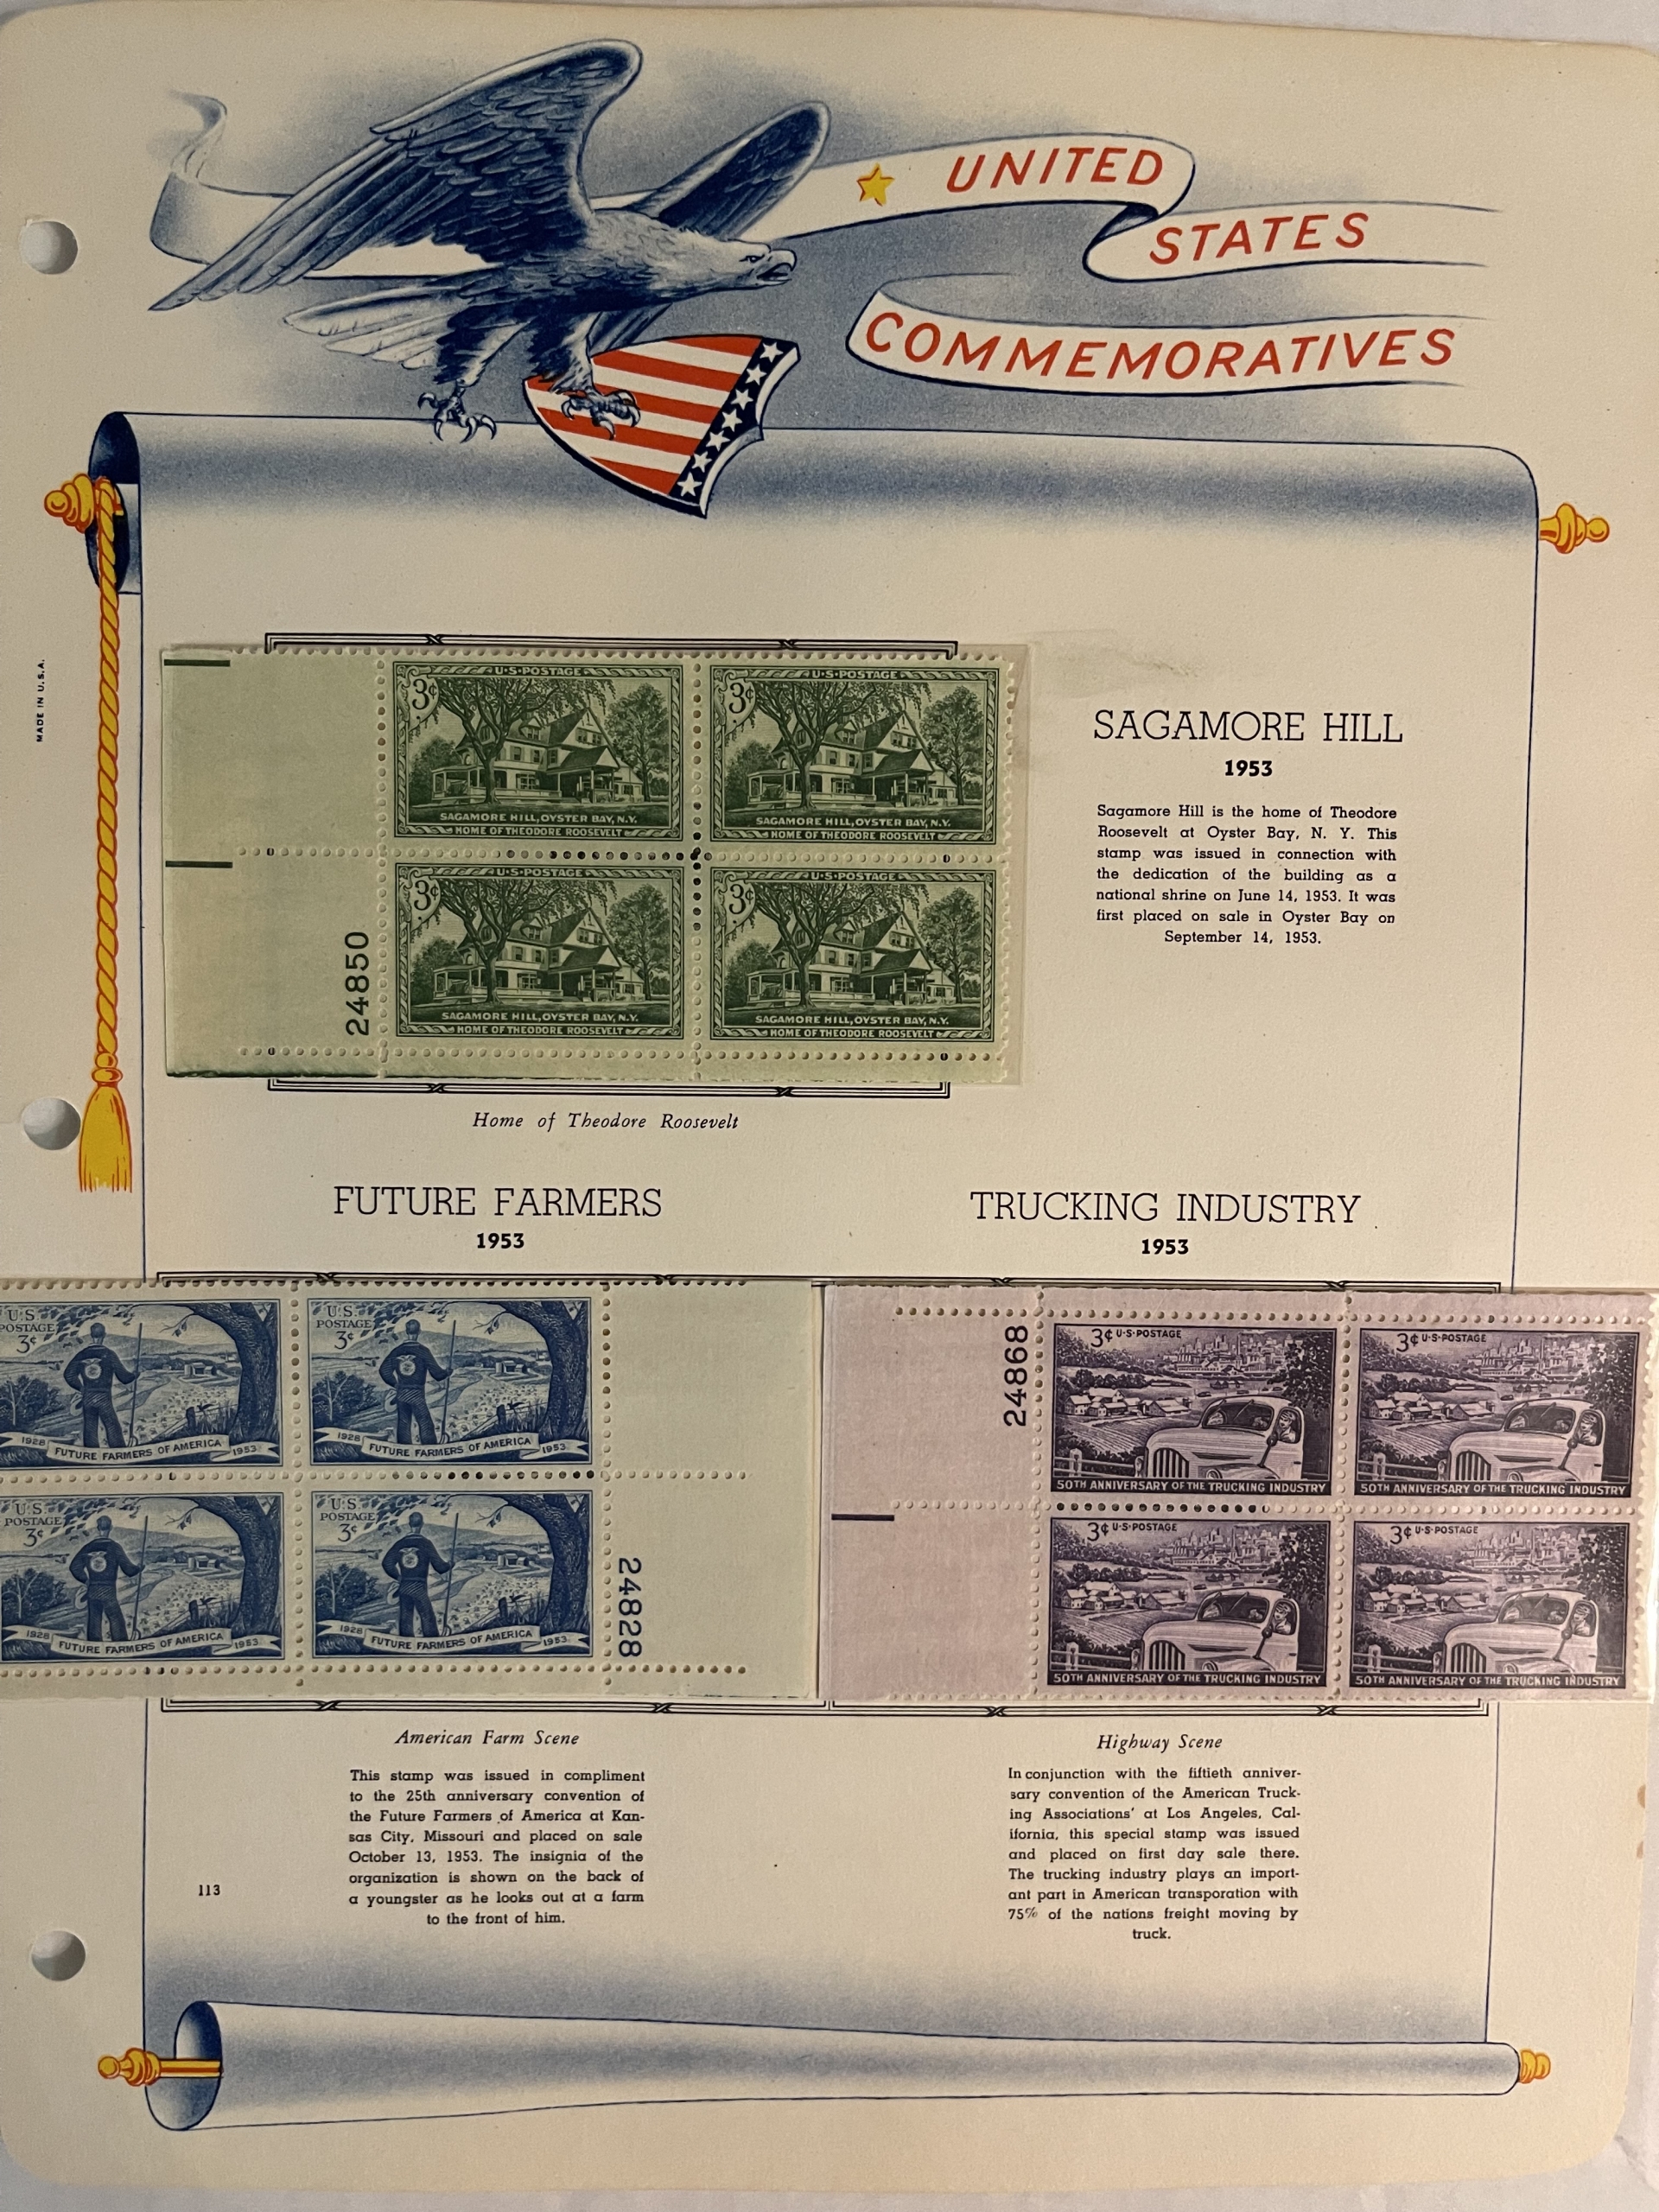 UNITED
STATES
COMMEMORATIVES
MADE IN U.S.A.
U·S·POSTAGE
3¢
SAGAMORE HILL, OYSTER BAY, N.Y.
HOME OF THEODORE ROOSEVELT
U·S·POSTAGE
3¢
SAGAMORE HILL, OYSTER BAY, N.Y.
HOME OF THEODORE ROOSEVELT
U·S·POSTAGE
3¢
SAGAMORE HILL, OYSTER BAY, N.Y.
HOME OF THEODORE ROOSEVELT
U·S·POSTAGE
3¢
SAGAMORE HILL, OYSTER BAY, N.Y.
HOME OF THEODORE ROOSEVELT
24850
SAGAMORE HILL
1953
Sagamore Hill is the home of Theodore
Roosevelt at Oyster Bay, N. Y. This
stamp was issued in connection with
the dedication of the building as a
national shrine on June 14, 1953. It was
first placed on sale in Oyster Bay on
September 14, 1953.
Home of Theodore Roosevelt
FUTURE FARMERS
1953
U.S.
POSTAGE
3¢
1928 FUTURE FARMERS OF AMERICA 1953
U.S.
POSTAGE
3¢
1928 FUTURE FARMERS OF AMERICA 1953
U.S.
POSTAGE
3¢
1928 FUTURE FARMERS OF AMERICA 1953
U.S.
POSTAGE
3¢
1928 FUTURE FARMERS OF AMERICA 1953
24828
American Farm Scene
This stamp was issued in compliment
to the 25th anniversary convention of
the Future Farmers of America at Kan-
sas City, Missouri and placed on sale
October 13, 1953. The insignia of the
organization is shown on the back of
a youngster as he looks out at a farm
to the front of him.
TRUCKING INDUSTRY
1953
24868
3¢ U·S·POSTAGE
50TH ANNIVERSARY OF THE TRUCKING INDUSTRY
3¢ U·S·POSTAGE
50TH ANNIVERSARY OF THE TRUCKING INDUSTRY
3¢ U·S·POSTAGE
50TH ANNIVERSARY OF THE TRUCKING INDUSTRY
3¢ U·S·POSTAGE
50TH ANNIVERSARY OF THE TRUCKING INDUSTRY
Highway Scene
In conjunction with the fiftieth anniver-
sary convention of the American Truck-
ing Associations' at Los Angeles, Cal-
ifornia, this special stamp was issued
and placed on first day sale there.
The trucking industry plays an import-
ant part in American transporation with
75% of the nations freight moving by
truck.
113